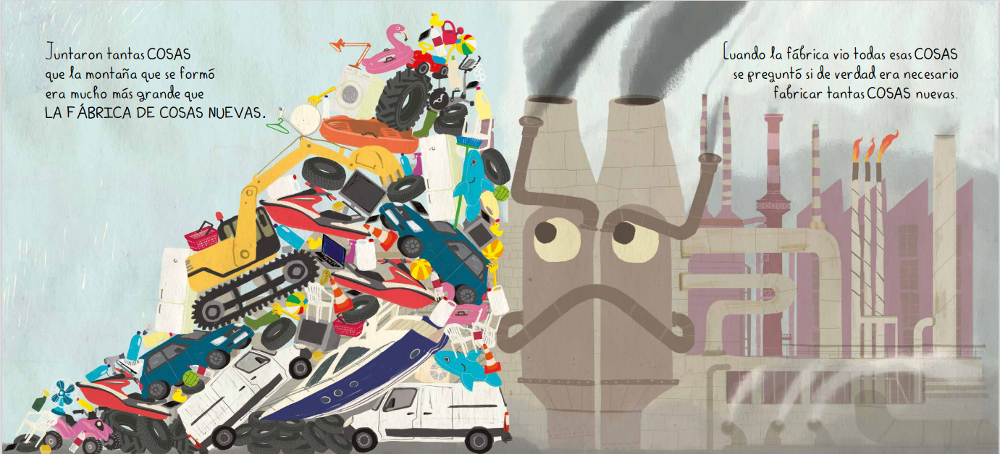 Juntaron tantas COSAS
que la montaña que se formó
era mucho más grande que
LA FÁBRICA DE COSAS NUEVAS.
Cuando la fábrica vio todas esas COSAS
se preguntó si de verdad era necesario
fabricar tantas COSAS nuevas.